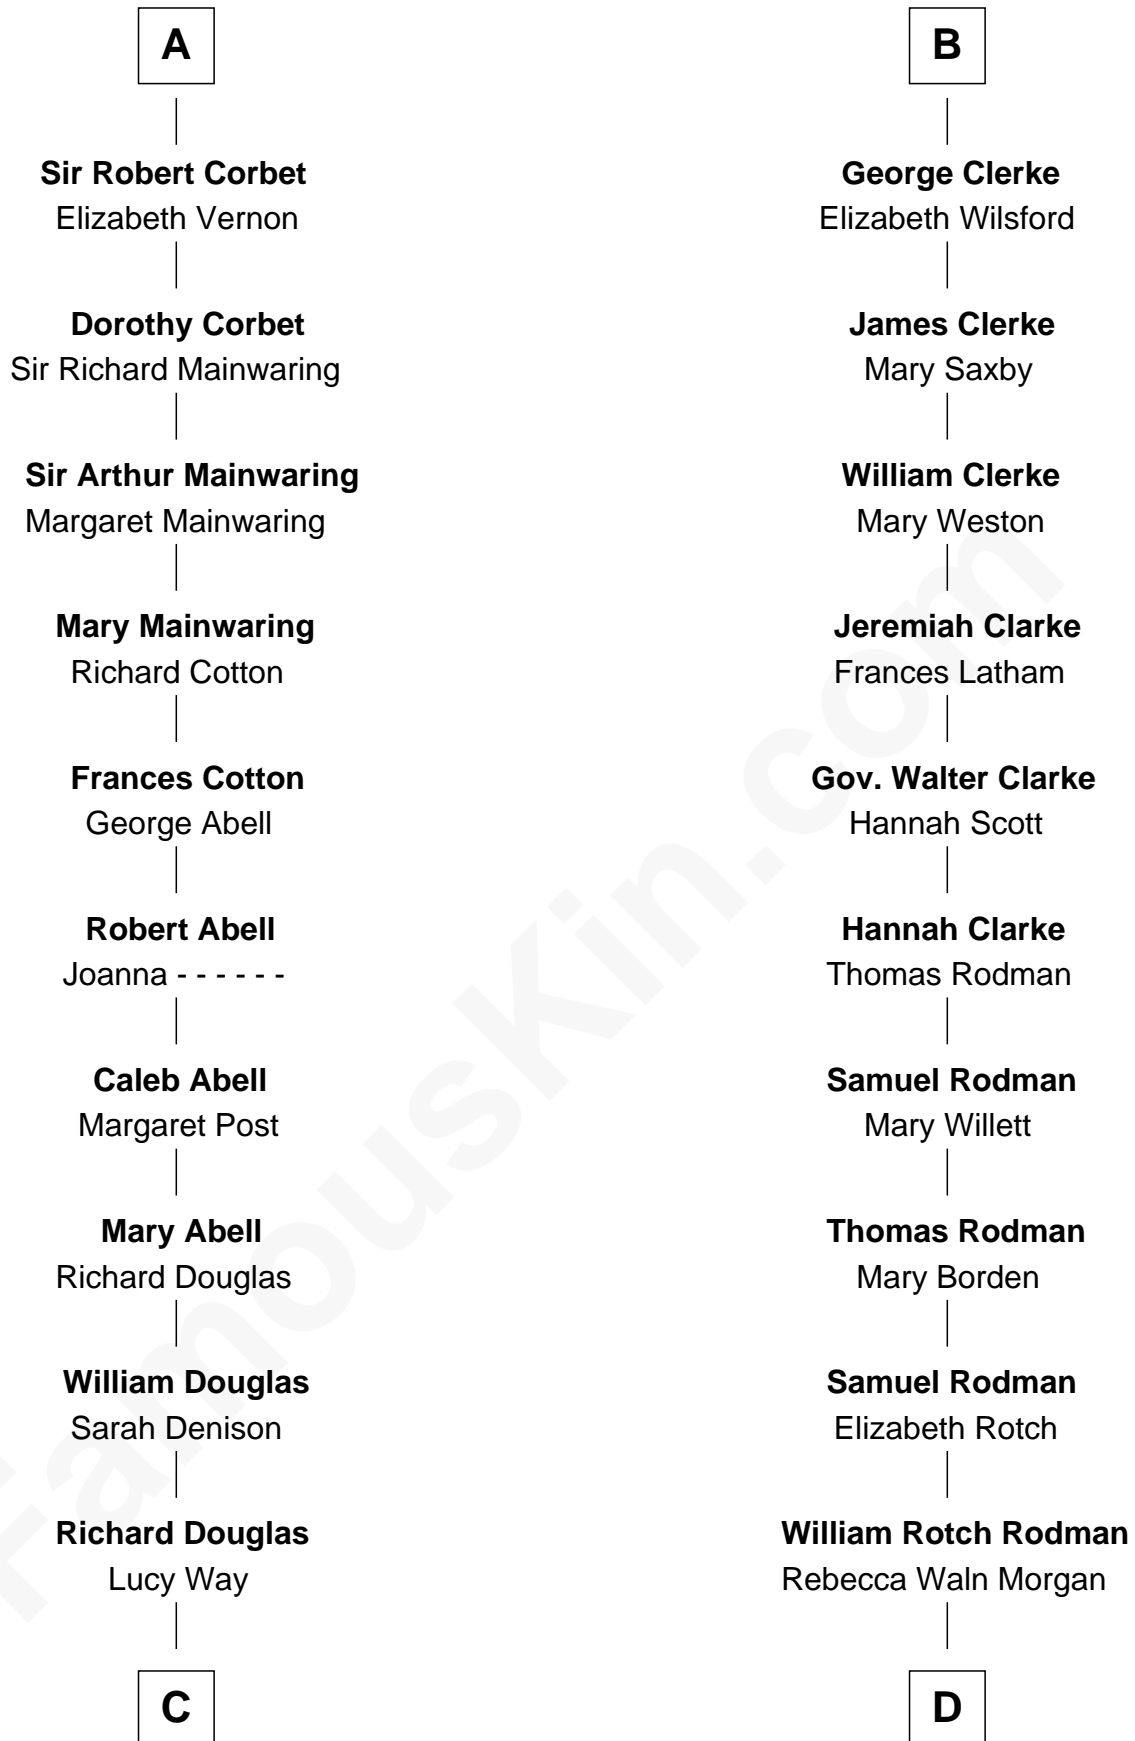 A
Sir Robert Corbet
Elizabeth Vernon
Dorothy Corbet
Sir Richard Mainwaring
Sir Arthur Mainwaring
Margaret Mainwaring
Mary Mainwaring
Richard Cotton
Frances Cotton
George Abell
Robert Abell
Joanna - - - - - -
Caleb Abell
Margaret Post
Mary Abell
Richard Douglas
William Douglas
Sarah Denison
Richard Douglas
Lucy Way
C
B
George Clerke
Elizabeth Wilsford
James Clerke
Mary Saxby
William Clerke
Mary Weston
Jeremiah Clarke
Frances Latham
Gov. Walter Clarke
Hannah Scott
Hannah Clarke
Thomas Rodman
Samuel Rodman
Mary Willett
Thomas Rodman
Mary Borden
Samuel Rodman
Elizabeth Rotch
William Rotch Rodman
Rebecca Waln Morgan
D
FamousKin.com